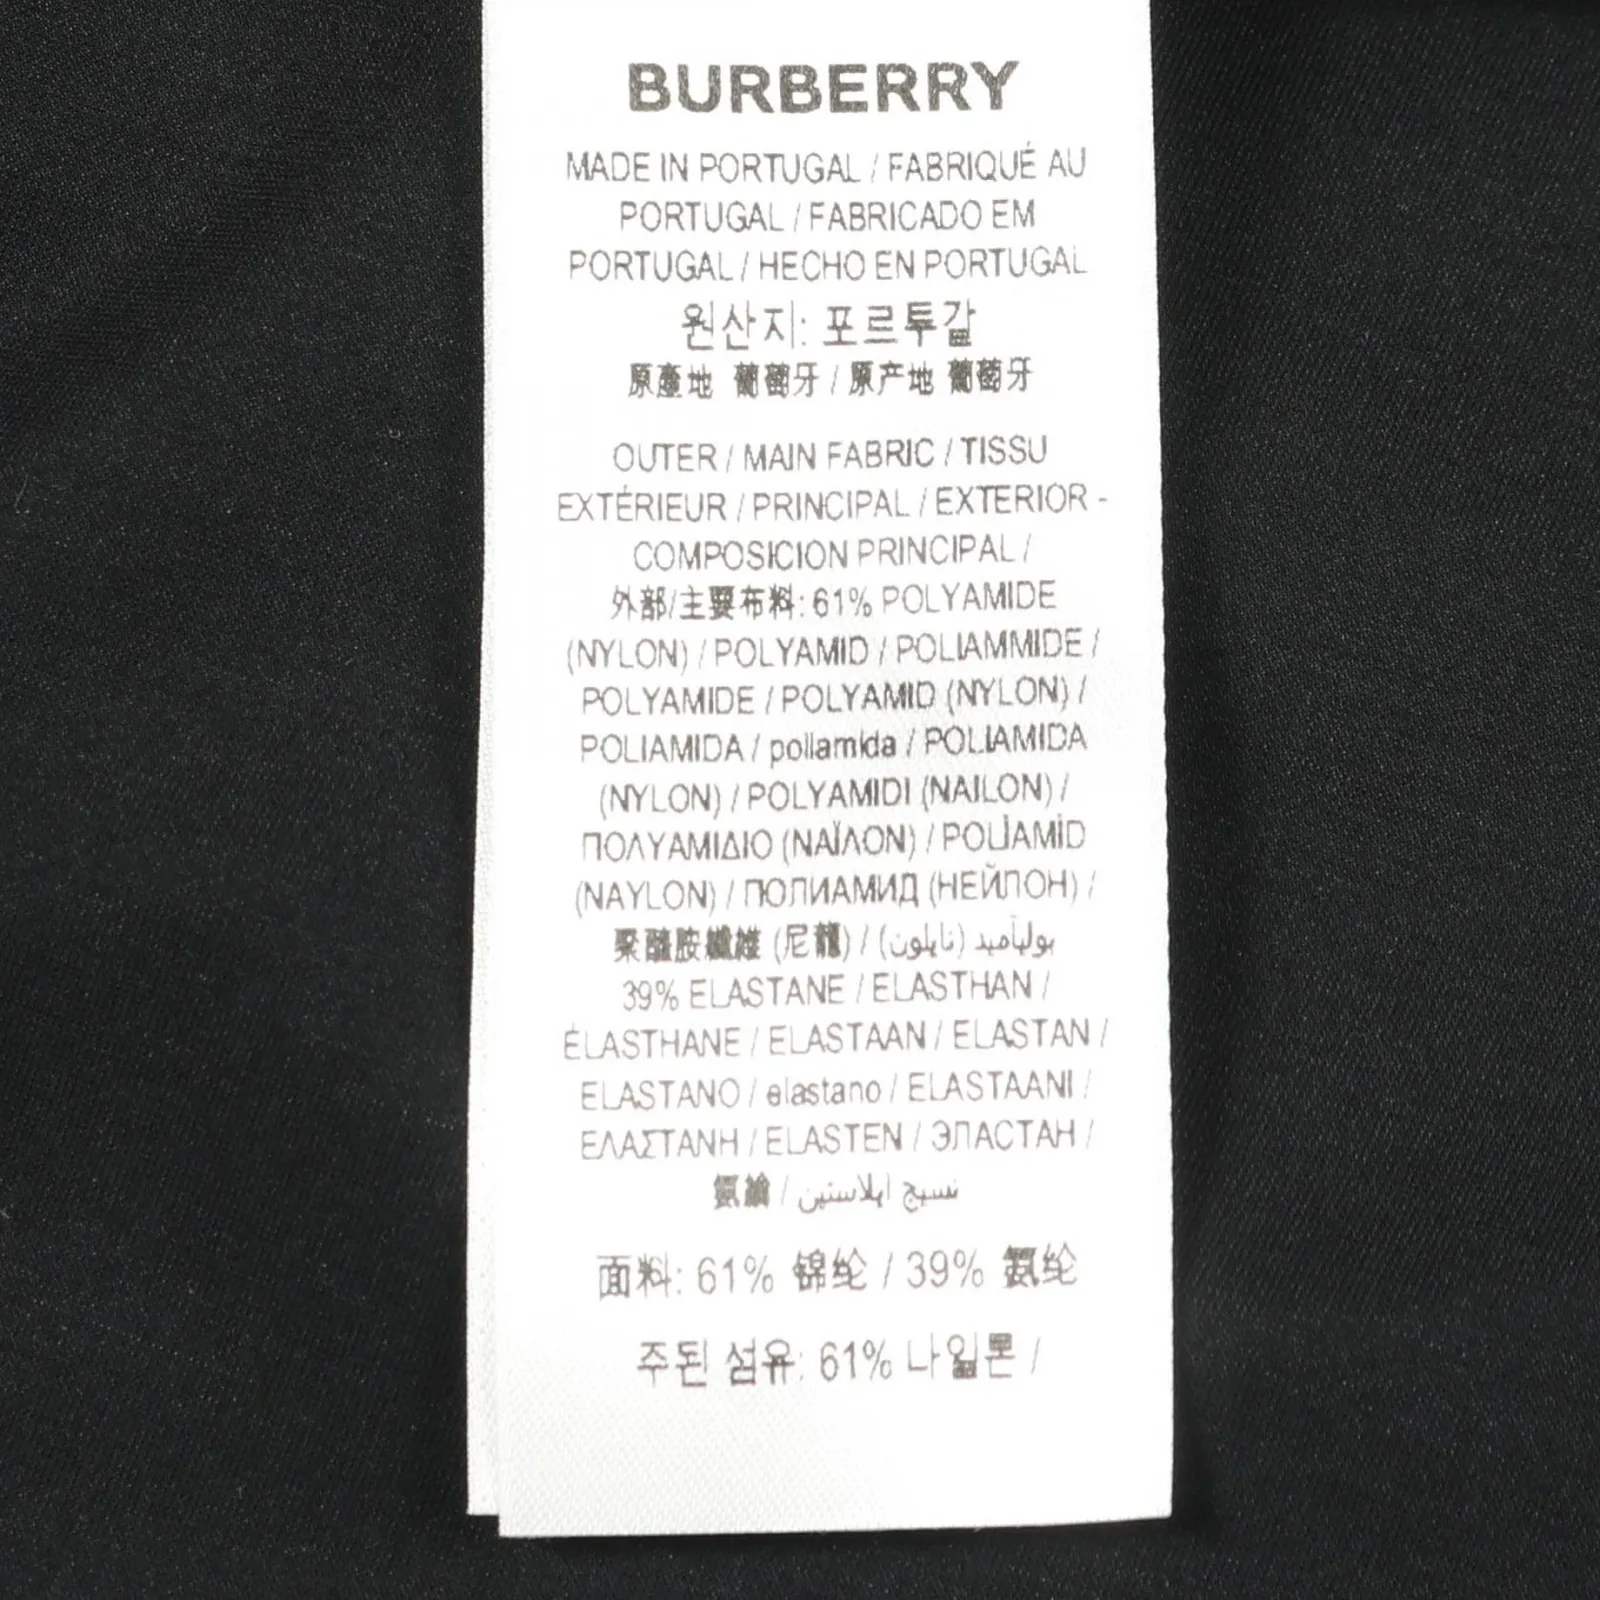 BURBERRY
MADE IN PORTUGAL / FABRIQUÉ AU
PORTUGAL / FABRICADO EM
PORTUGAL / HECHO EN PORTUGAL
원산지: 포르투갈
原產地 葡萄牙 / 原产地 葡萄牙
OUTER / MAIN FABRIC / TISSU
EXTÉRIEUR / PRINCIPAL / EXTERIOR -
COMPOSICION PRINCIPAL /
外部/主要布料: 61% POLYAMIDE
(NYLON) / POLYAMID / POLIAMMIDE /
POLYAMIDE / POLYAMID (NYLON) /
POLIAMIDA / poliamida / POLIAMIDA
(NYLON) / POLYAMIDI (NAILON) /
ΠΟΛΥΑΜΙΔΙΟ (ΝΑΪΛΟΝ) / POLİAMİD
(NAYLON) / ПОЛИАМИД (НЕЙЛОН) /
聚醯胺纖維 (尼龍) / بولياميد (نايلون)
39% ELASTANE / ELASTHAN /
ÉLASTHANE / ELASTAAN / ELASTAN /
ELASTANO / elastano / ELASTAANI /
ΕΛΑΣΤΑΝΗ / ELASTEN / ЭЛАСТАН /
氨綸 / نسيج ايلاستين
面料: 61% 锦纶 / 39% 氨纶
주된 섬유: 61% 나일론 /